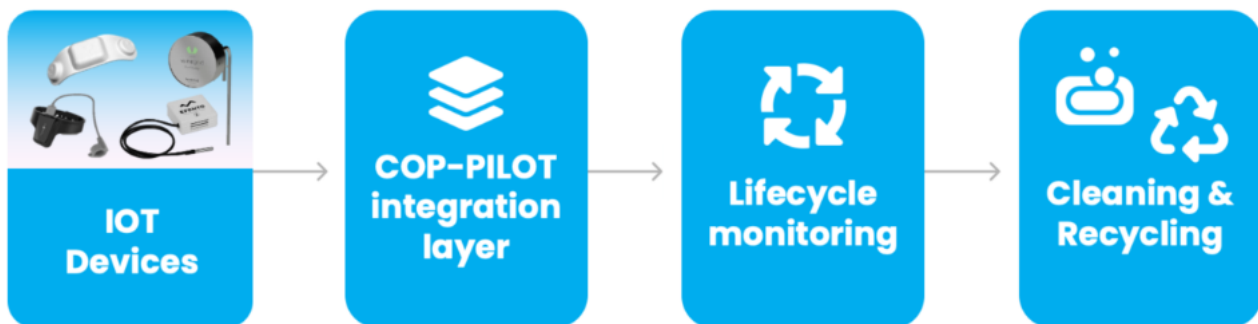 IOT
Devices
COP-PILOT
integration
layer
Lifecycle
monitoring
Cleaning &
Recycling